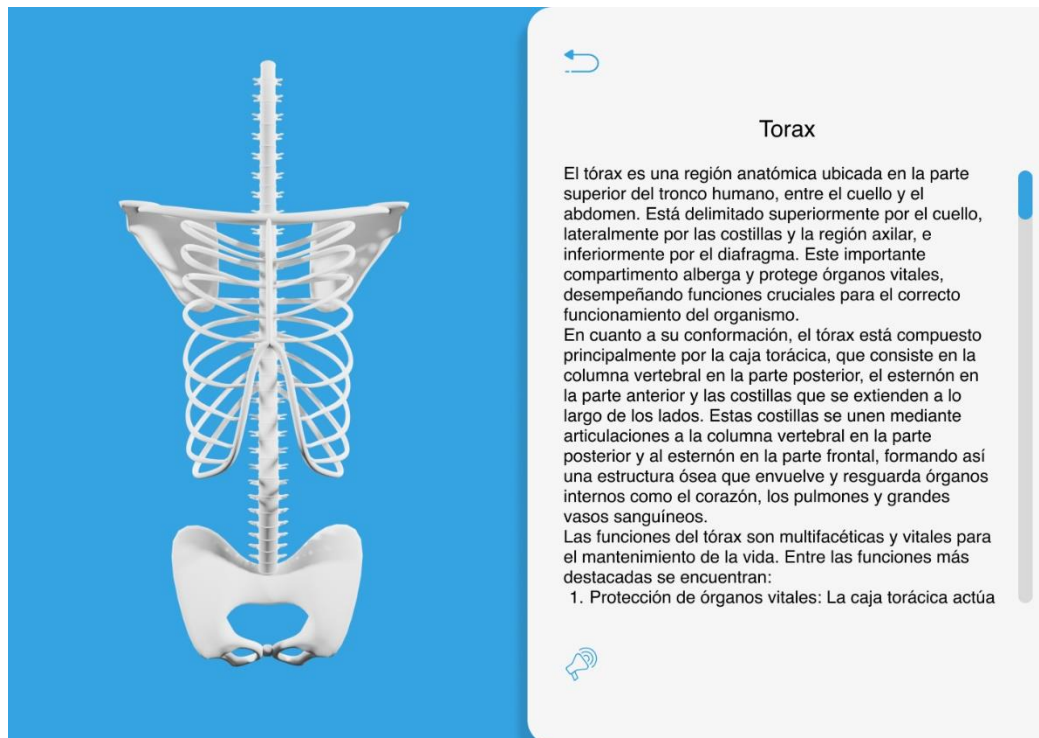 Torax
El tórax es una región anatómica ubicada en la parte
superior del tronco humano, entre el cuello y el
abdomen. Está delimitado superiormente por el cuello,
lateralmente por las costillas y la región axilar, e
inferiormente por el diafragma. Este importante
compartimento alberga y protege órganos vitales,
desempeñando funciones cruciales para el correcto
funcionamiento del organismo.
En cuanto a su conformación, el tórax está compuesto
principalmente por la caja torácica, que consiste en la
columna vertebral en la parte posterior, el esternón en
la parte anterior y las costillas que se extienden a lo
largo de los lados. Estas costillas se unen mediante
articulaciones a la columna vertebral en la parte
posterior y al esternón en la parte frontal, formando así
una estructura ósea que envuelve y resguarda órganos
internos como el corazón, los pulmones y grandes
vasos sanguíneos.
Las funciones del tórax son multifacéticas y vitales para
el mantenimiento de la vida. Entre las funciones más
destacadas se encuentran:
1. Protección de órganos vitales: La caja torácica actúa